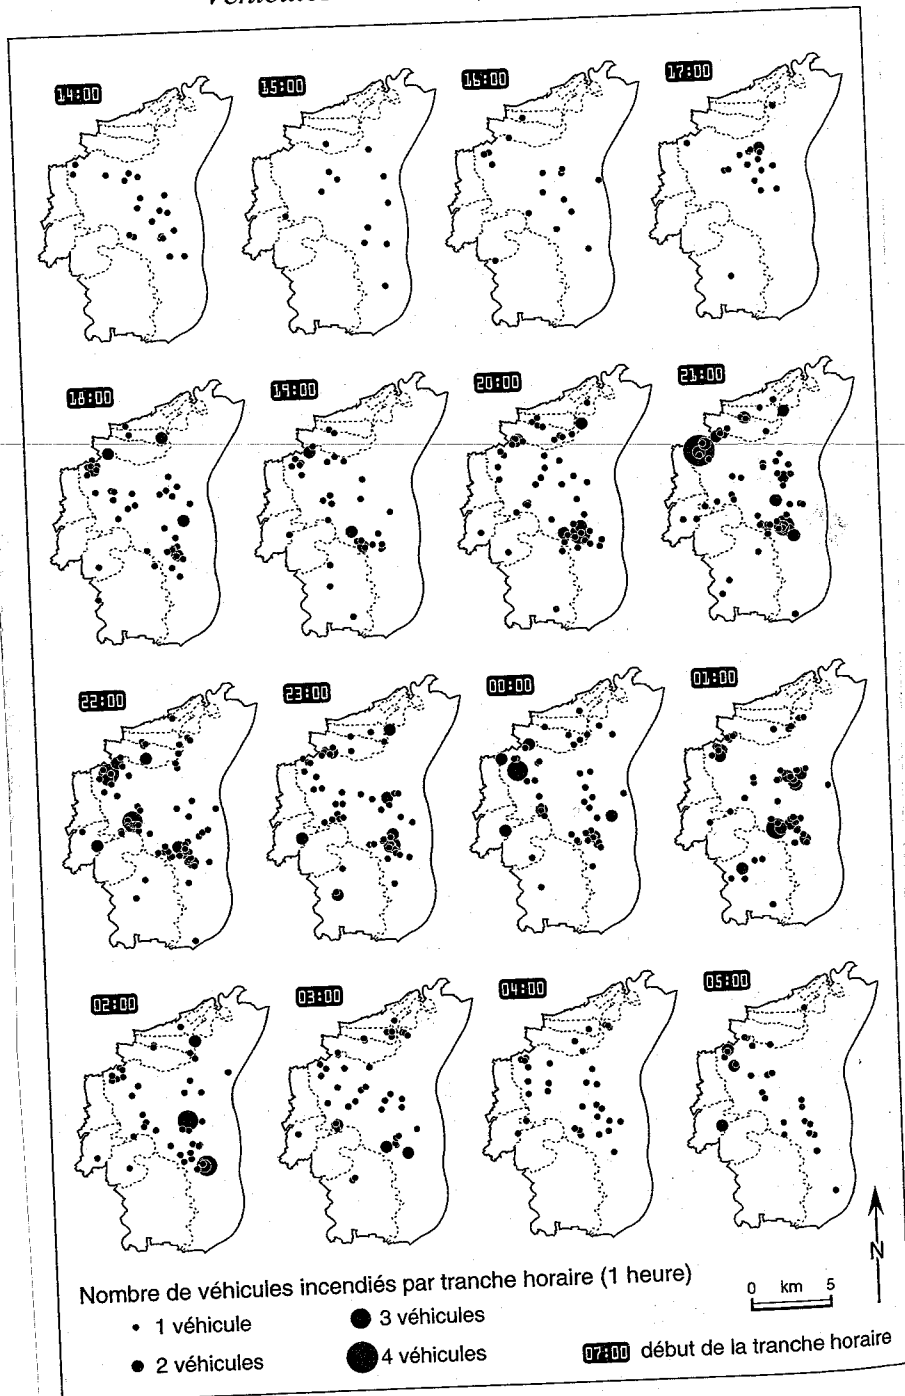 14:00
15:00
16:00
17:00
18:00
19:00
20:00
21:00
22:00
23:00
00:00
01:00
02:00
03:00
04:00
05:00
Nombre de véhicules incendiés par tranche horaire (1 heure)
1 véhicule
3 véhicules
2 véhicules
4 véhicules
0 km 5
N
07:00 début de la tranche horaire